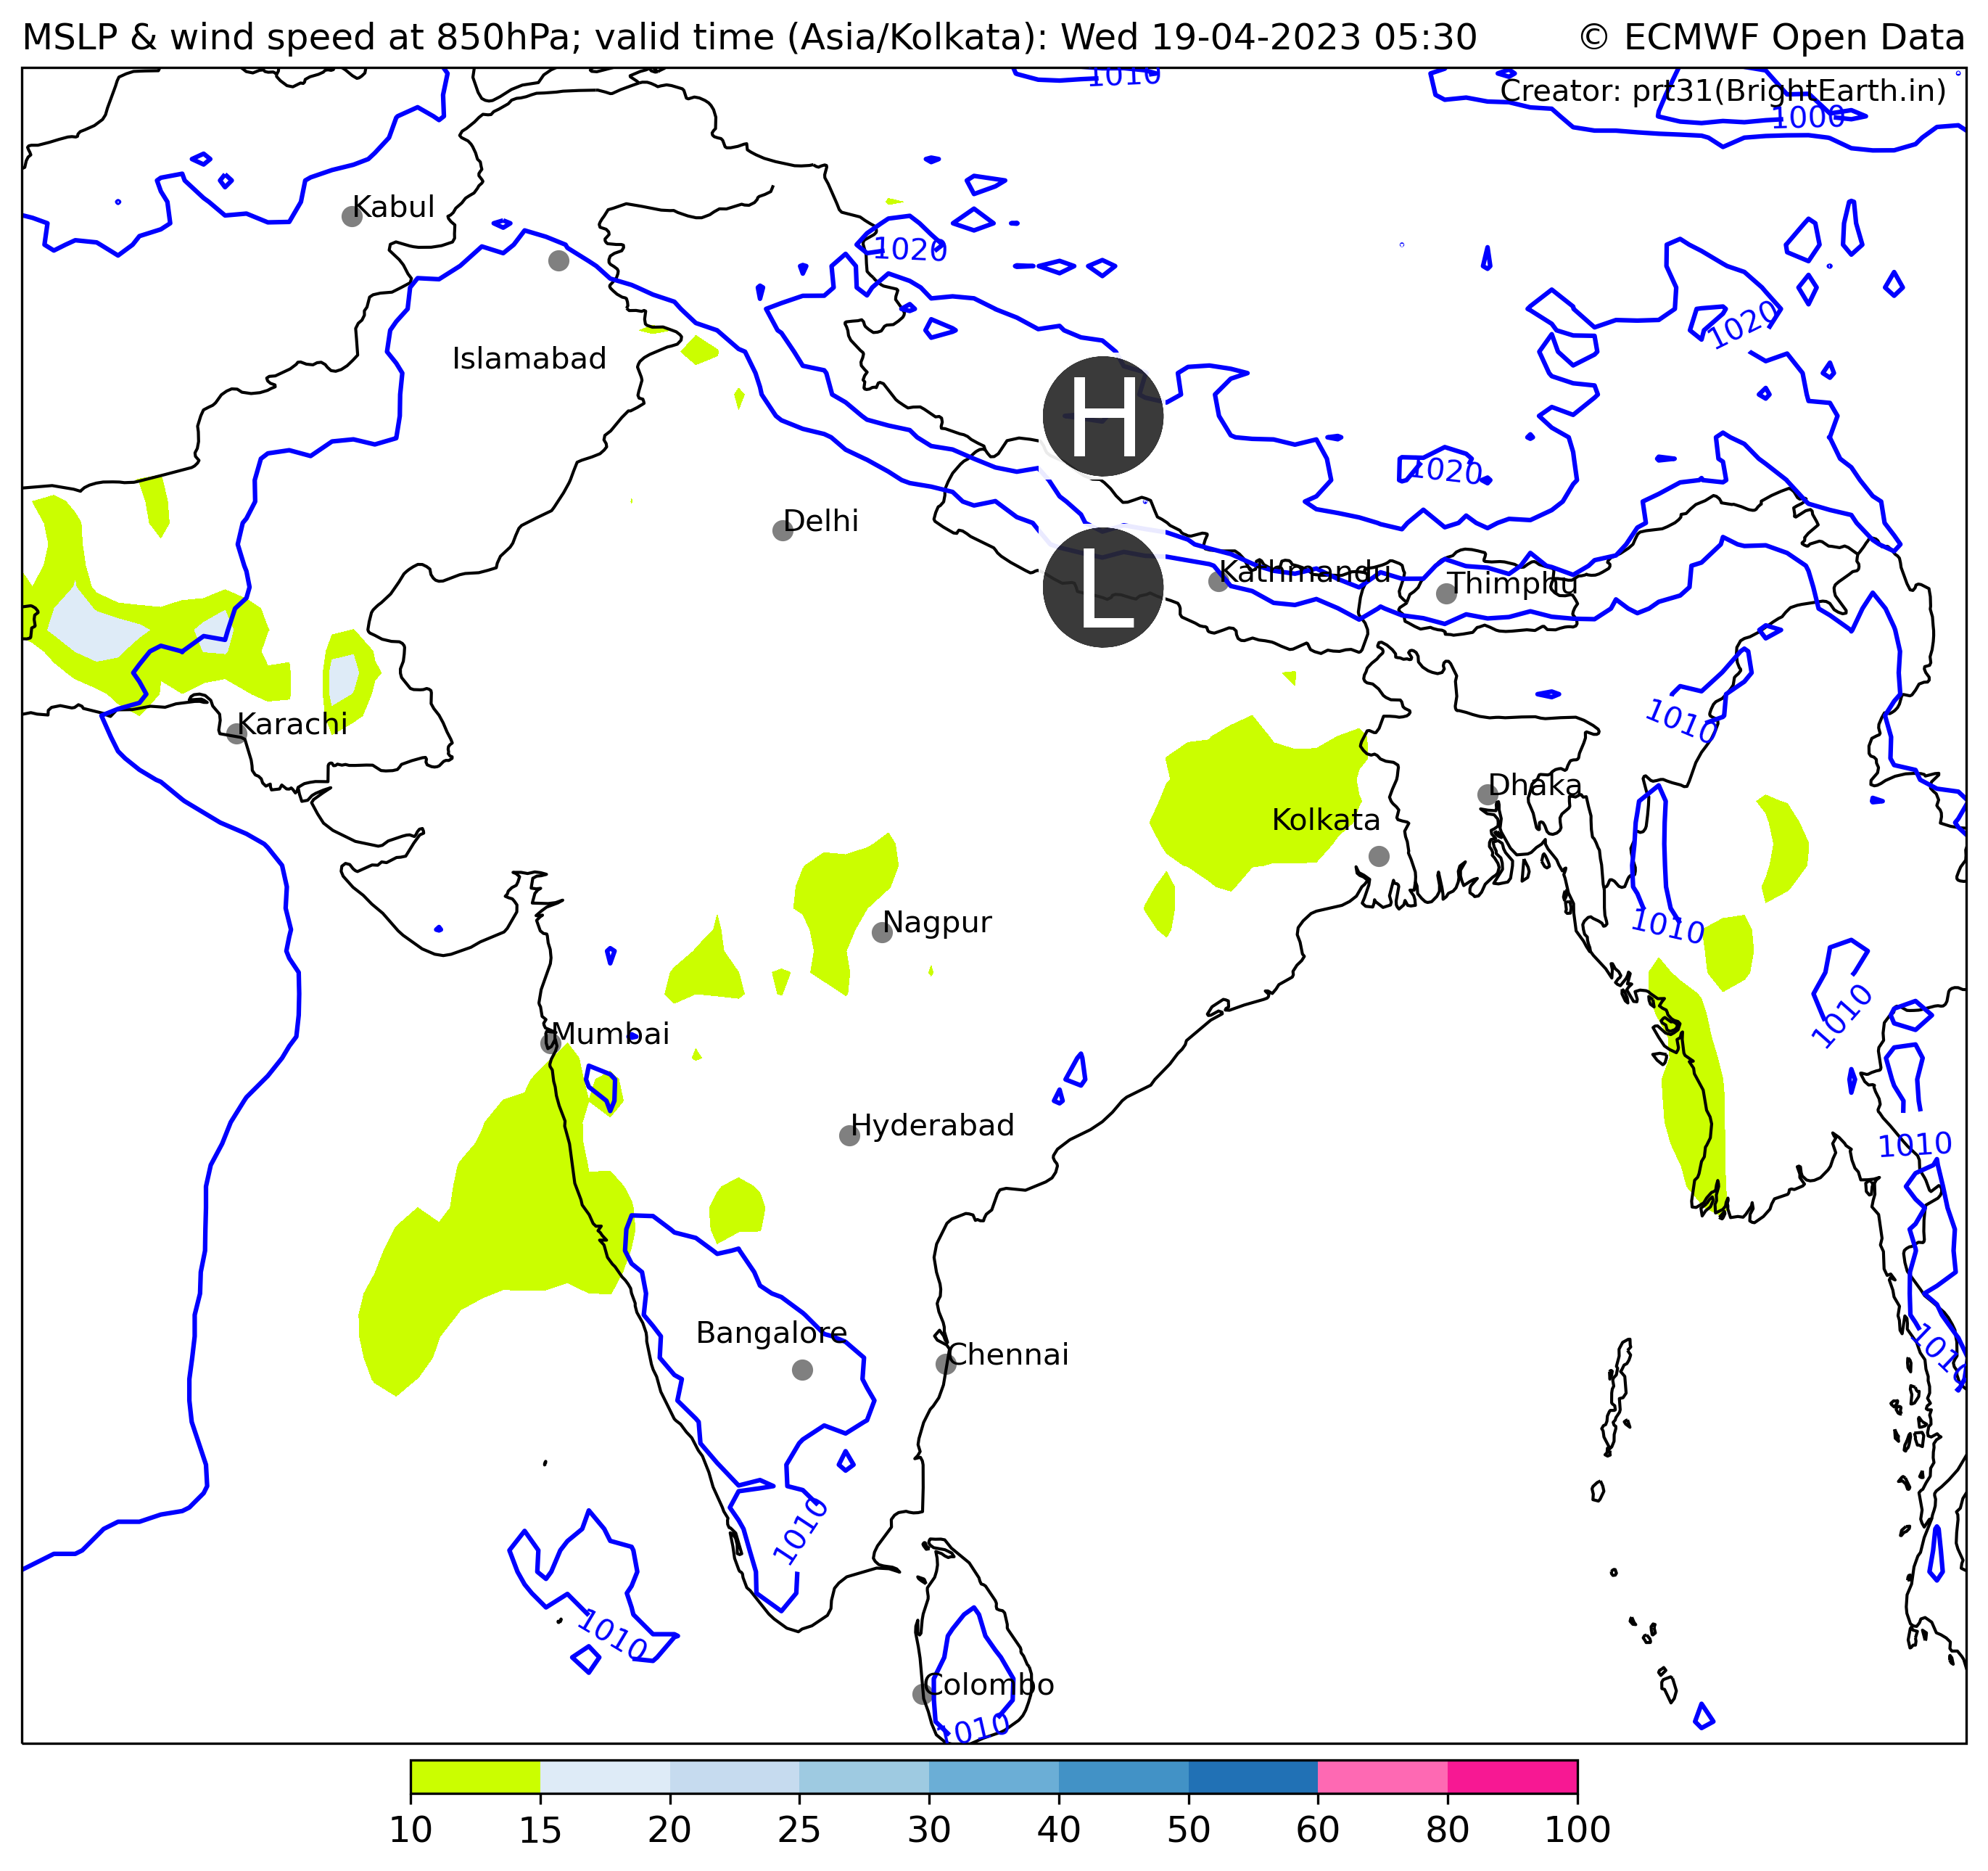 MSLP & wind speed at 850hPa; valid time (Asia/Kolkata): Wed 19-04-2023 05:30
© ECMWF Open Data
1010
Creator: prt31(BrightEarth.in)
1000
Kabul
1020
1020
Islamabad
H
1020
Delhi
L
Kathmandu
Thimphu
1010
Karachi
Dhaka
Kolkata
Nagpur
1010
1010
Mumbai
Hyderabad
1010
Bangalore
Chennai
1010
1010
1010
Colombo
1010
10 15 20 25 30 40 50 60 80 100